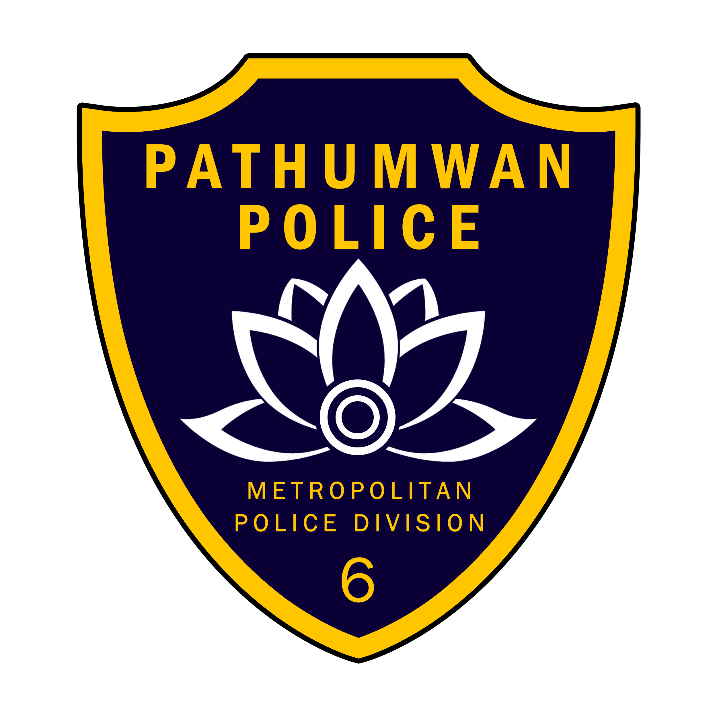 PATHUMWAN
POLICE
METROPOLITAN
POLICE DIVISION
6